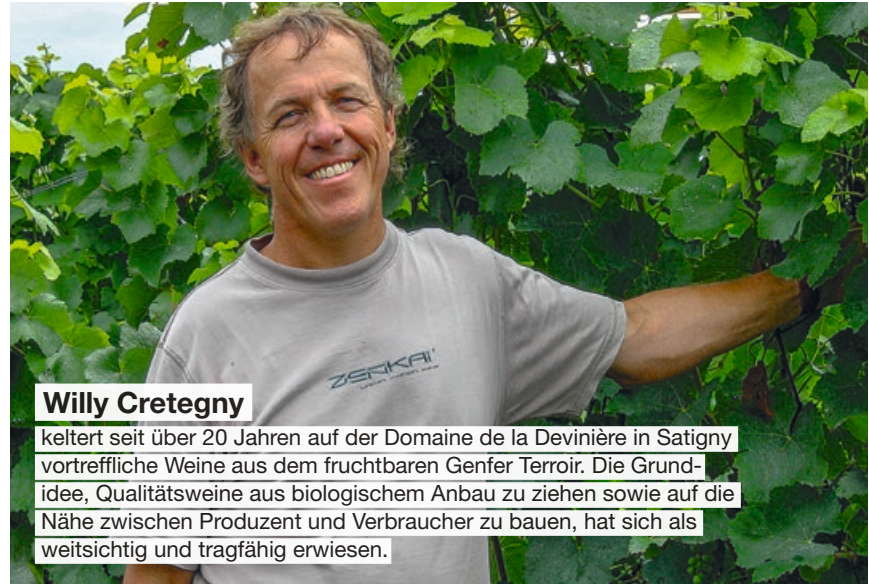 ZENKAI
Willy Cretegny
keltert seit über 20 Jahren auf der Domaine de la Devinière in Satigny
vortreffliche Weine aus dem fruchtbaren Genfer Terroir. Die Grund-
idee, Qualitätsweine aus biologischem Anbau zu ziehen sowie auf die
Nähe zwischen Produzent und Verbraucher zu bauen, hat sich als
weitsichtig und tragfähig erwiesen.